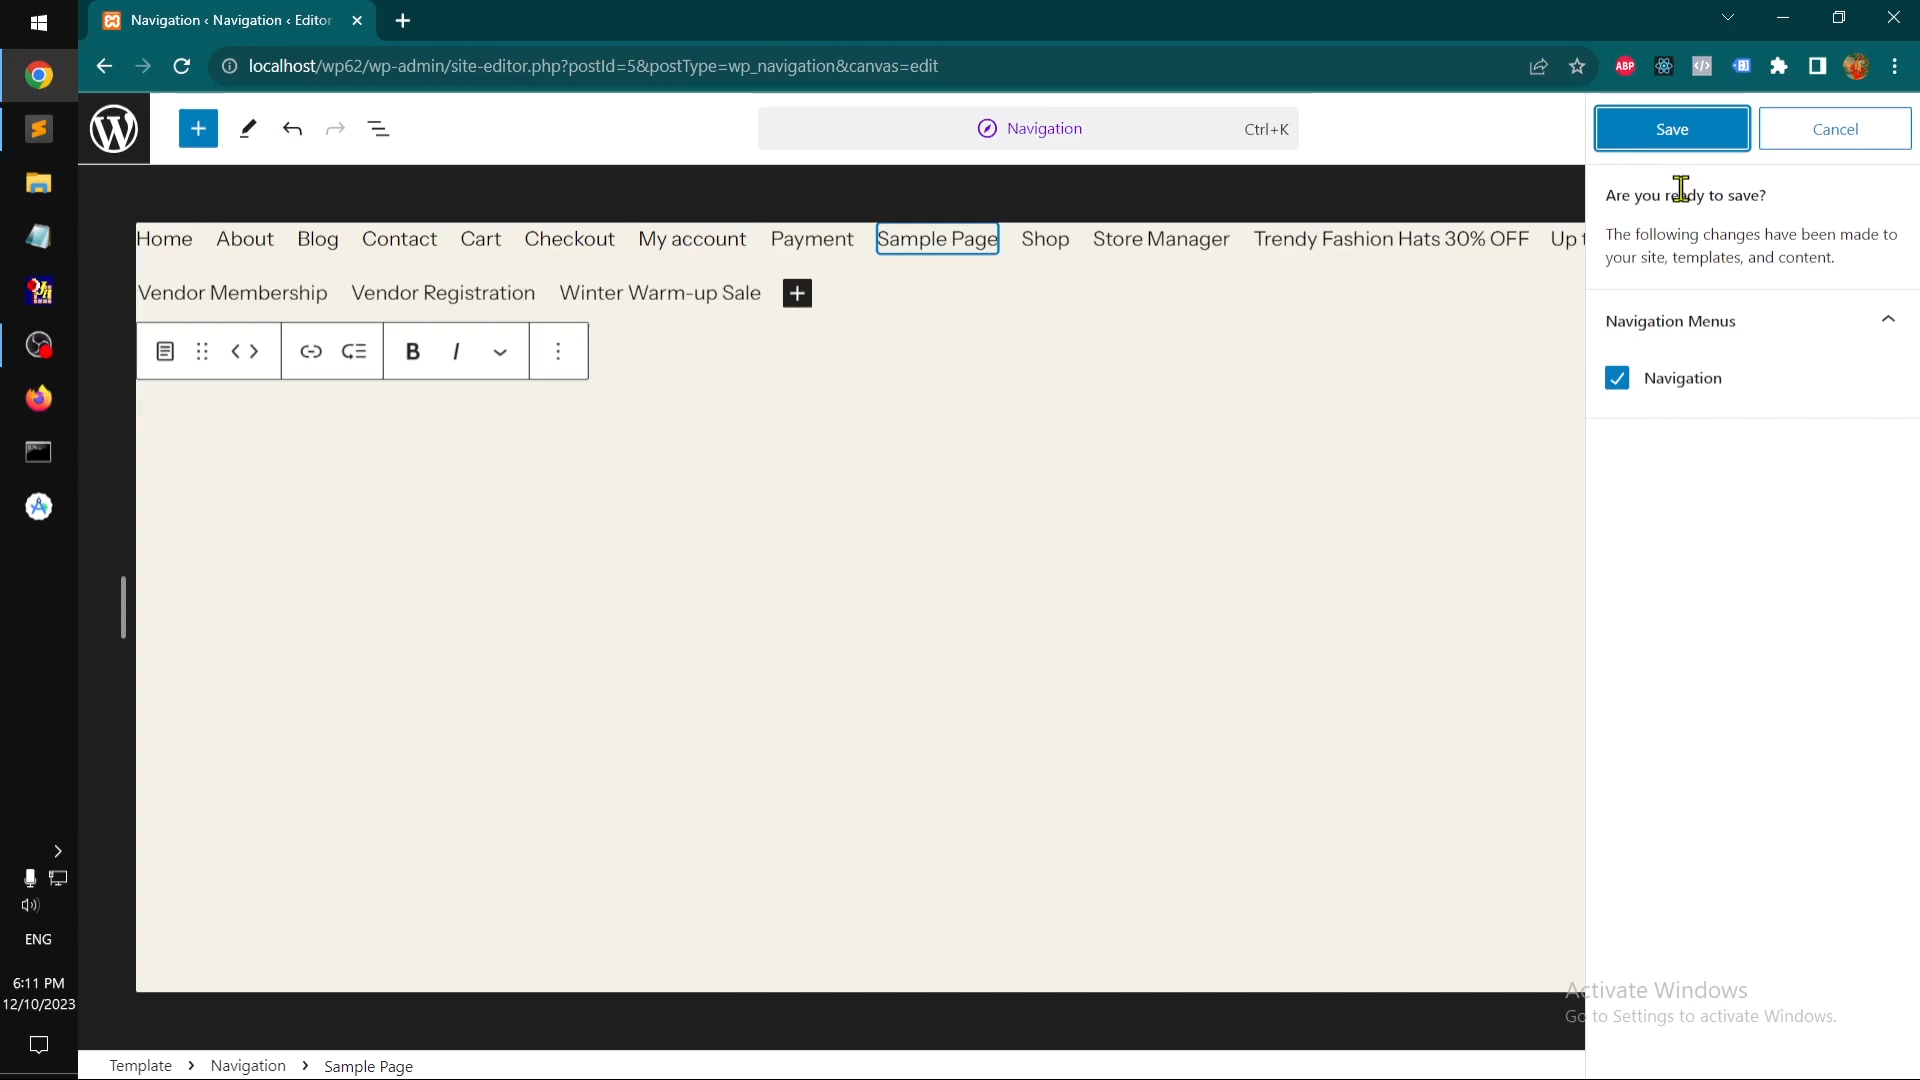 Navigation ‹ Navigation ‹ Editor
localhost/wp62/wp-admin/site-editor.php?postId=5&postType=wp_navigation&canvas=edit
ABP
Navigation Ctrl+K
Save Cancel
Are you ready to save?
The following changes have been made to
your site, templates, and content.
Navigation Menus
Navigation
Home About Blog Contact Cart Checkout My account Payment Sample Page Shop Store Manager Trendy Fashion Hats 30% OFF Up t
Vendor Membership Vendor Registration Winter Warm-up Sale
B I
ENG
6:11 PM
12/10/2023
Activate Windows
Go to Settings to activate Windows.
Template › Navigation › Sample Page